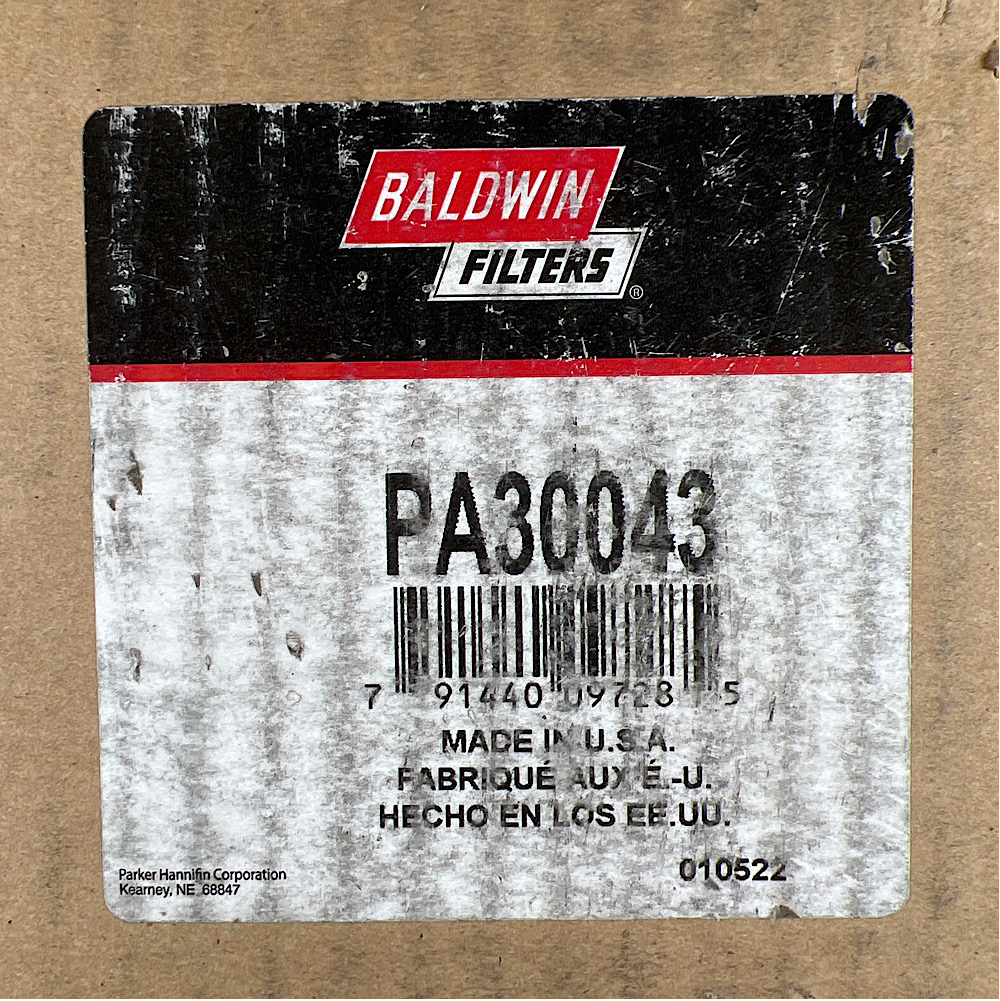 BALDWIN
FILTERS
®
PA30043
7 91440 09728 5
MADE IN U.S.A.
FABRIQUÉ AUX É.-U.
HECHO EN LOS EE.UU.
010522
Parker Hannifin Corporation
Kearney, NE 68847